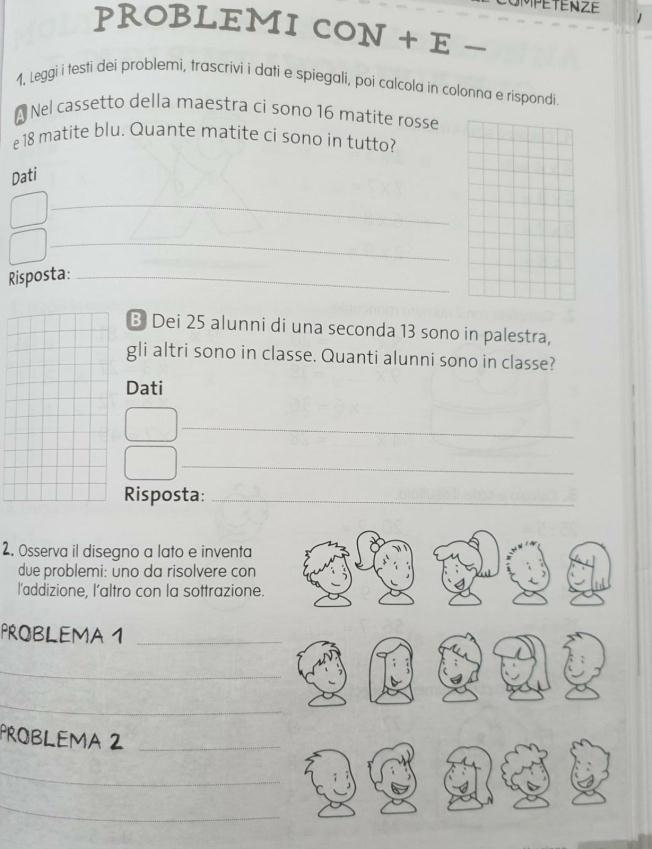 COMPETENZE
PROBLEMI CON + E -
1. Leggi i testi dei problemi, trascrivi i dati e spiegali, poi calcola in colonna e rispondi.
A Nel cassetto della maestra ci sono 16 matite rosse
e 18 matite blu. Quante matite ci sono in tutto?
Dati
Risposta:
B Dei 25 alunni di una seconda 13 sono in palestra,
gli altri sono in classe. Quanti alunni sono in classe?
Dati
Risposta:
2. Osserva il disegno a lato e inventa
due problemi: uno da risolvere con
l'addizione, l'altro con la sottrazione.
PROBLEMA 1
PROBLEMA 2